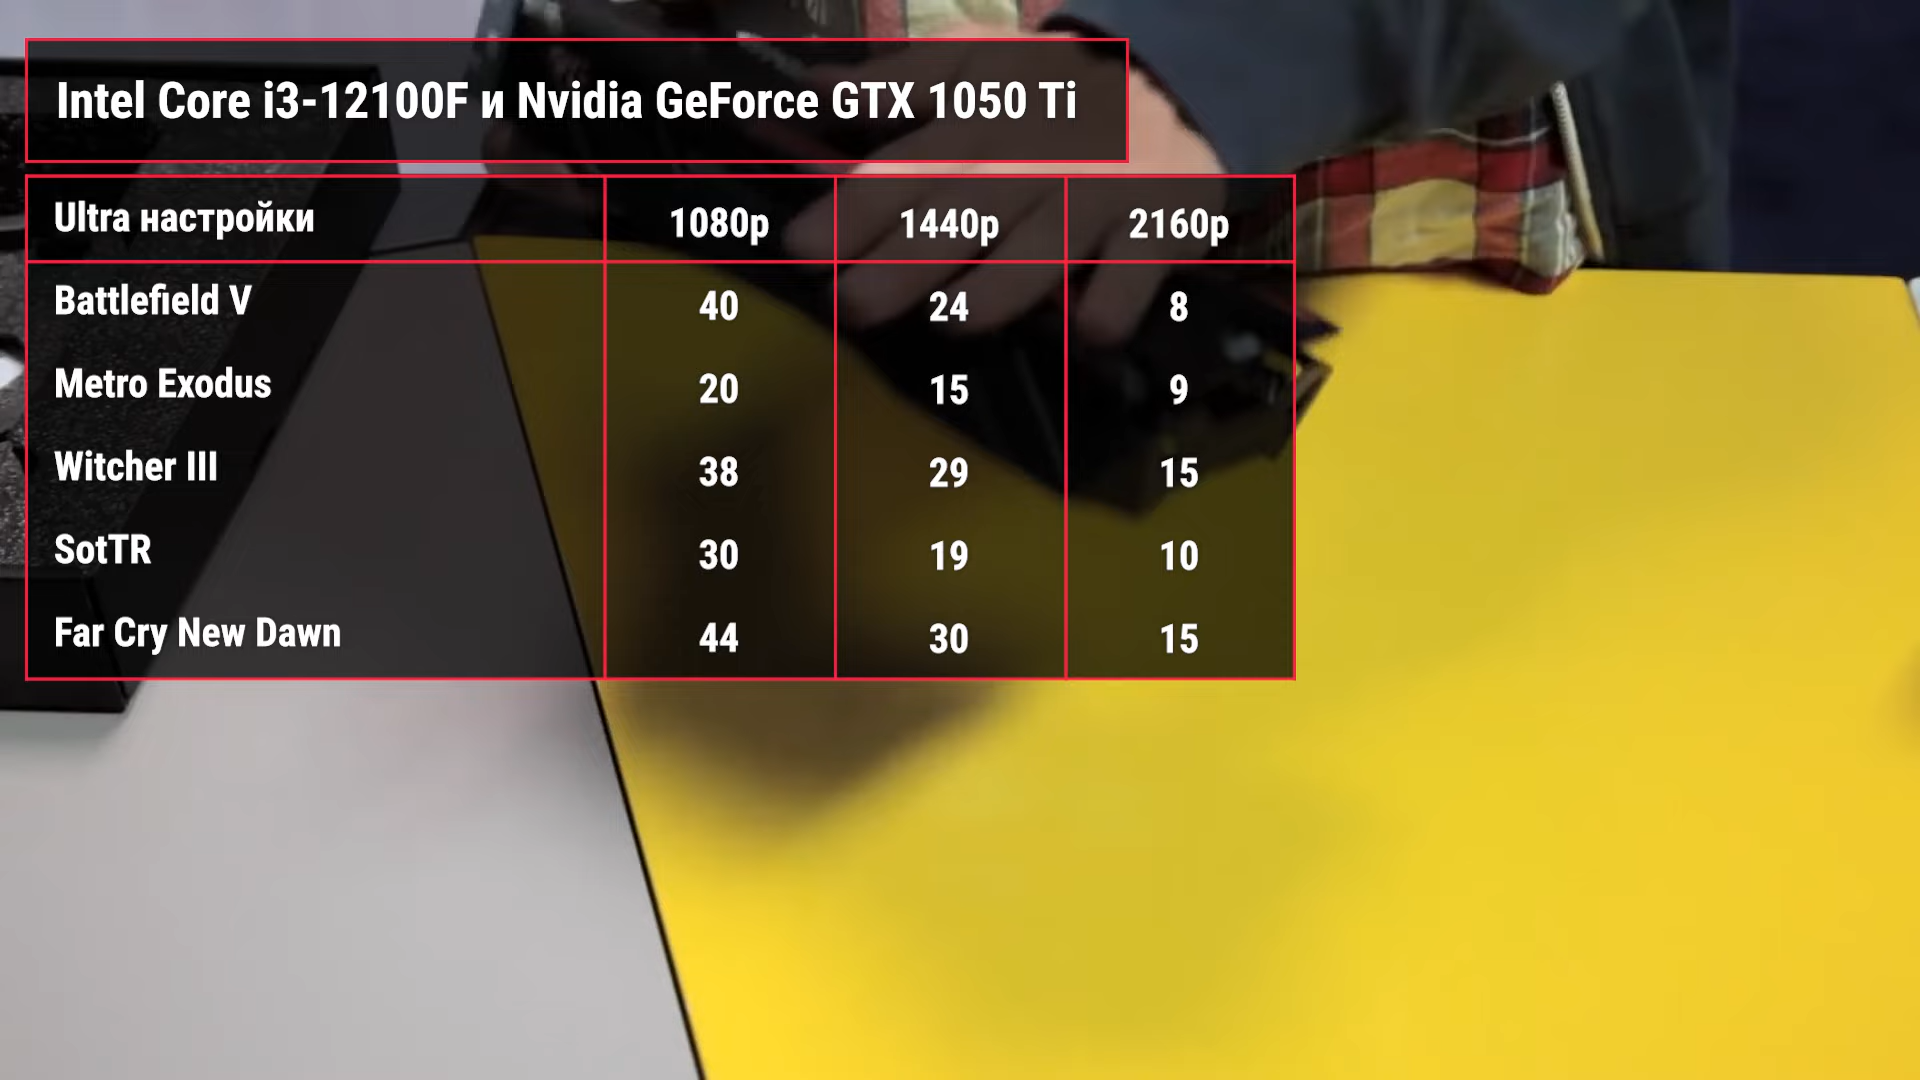 Intel Core i3-12100F и Nvidia GeForce GTX 1050 Ti
Ultra настройки 1080p 1440p 2160p
Battlefield V 40 24 8
Metro Exodus 20 15 9
Witcher III 38 29 15
SotTR 30 19 10
Far Cry New Dawn 44 30 15